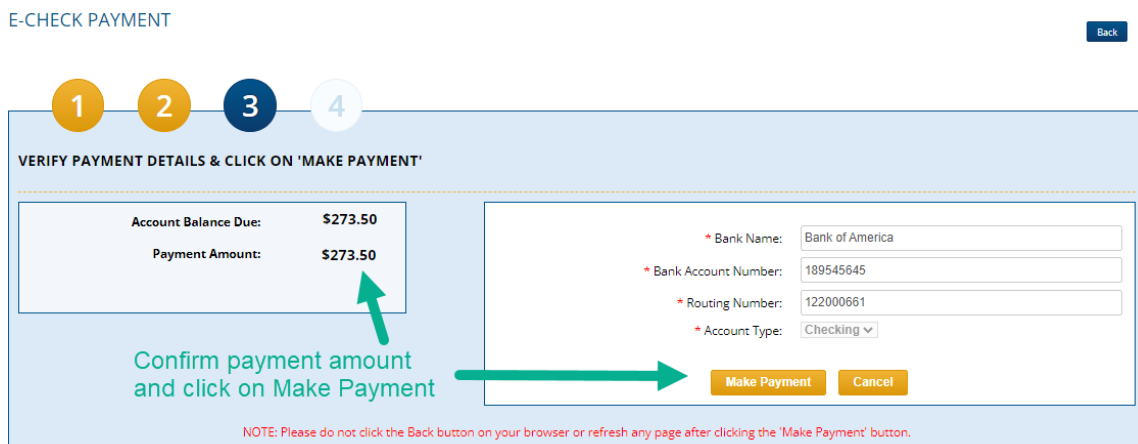 E-CHECK PAYMENT
Back
1 2 3 4
VERIFY PAYMENT DETAILS & CLICK ON 'MAKE PAYMENT'
Account Balance Due: $273.50
Payment Amount: $273.50
* Bank Name: Bank of America
* Bank Account Number: 189545645
* Routing Number: 122000661
* Account Type: Checking
Confirm payment amount
and click on Make Payment
Make Payment Cancel
NOTE: Please do not click the Back button on your browser or refresh any page after clicking the 'Make Payment' button.